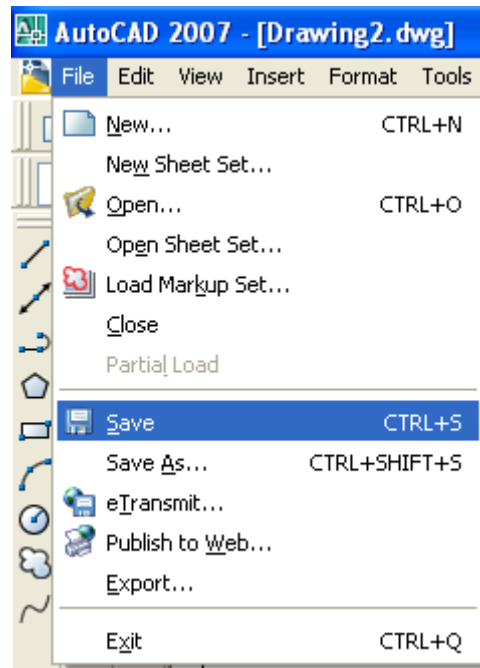 AutoCAD 2007 - [Drawing2.dwg]
File Edit View Insert Format Tools
New... CTRL+N
New Sheet Set...
Open... CTRL+O
Open Sheet Set...
Load Markup Set...
Close
Partial Load
Save CTRL+S
Save As... CTRL+SHIFT+S
eTransmit...
Publish to Web...
Export...
Exit CTRL+Q